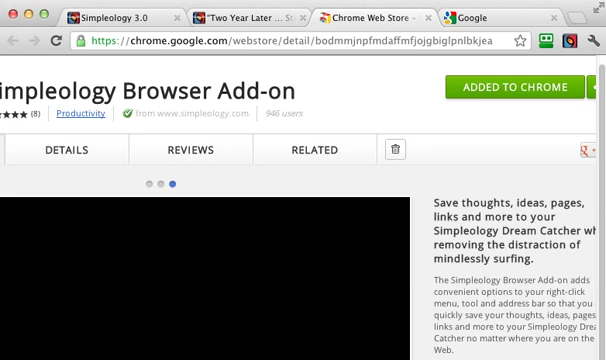 Simpleology 3.0
"Two Year Later ... St
Chrome Web Store -
Google
https://chrome.google.com/webstore/detail/bodmmjnpfmdaffmfjojgbiglpnlbkjea
impleology Browser Add-on
ADDED TO CHROME
(8) Productivity from www.simpleology.com 946 users
DETAILS REVIEWS RELATED
g +
Save thoughts, ideas, pages,
links and more to your
Simpleology Dream Catcher wh
removing the distraction of
mindlessly surfing.
The Simpleology Browser Add-on adds
convenient options to your right-click
menu, tool and address bar so that you
quickly save your thoughts, ideas, pages
links and more to your Simpleology Drea
Catcher no matter where you are on the
Web.